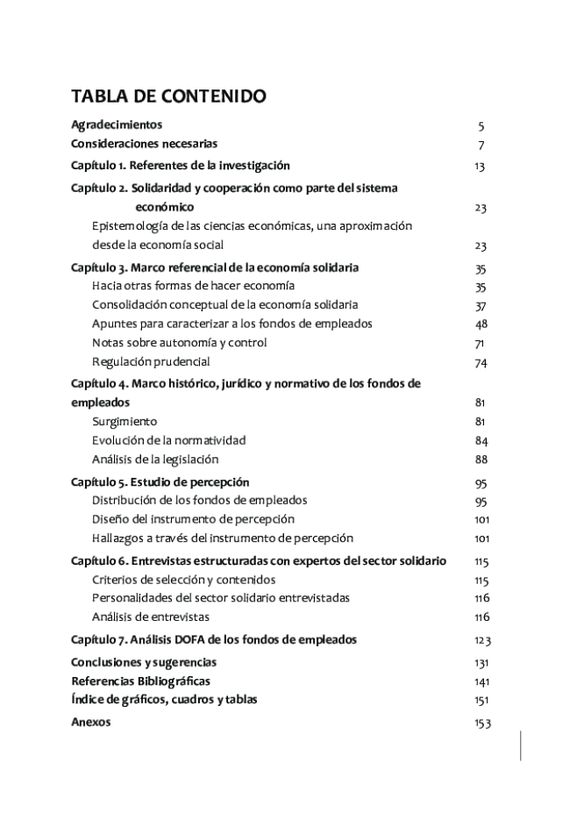 TABLA DE CONTENIDO
Agradecimientos 5
Consideraciones necesarias 7
Capítulo 1. Referentes de la investigación 13
Capítulo 2. Solidaridad y cooperación como parte del sistema
económico 23
Epistemología de las ciencias económicas, una aproximación
desde la economía social 23
Capítulo 3. Marco referencial de la economía solidaria 35
Hacia otras formas de hacer economía 35
Consolidación conceptual de la economía solidaria 37
Apuntes para caracterizar a los fondos de empleados 48
Notas sobre autonomía y control 71
Regulación prudencial 74
Capítulo 4. Marco histórico, jurídico y normativo de los fondos de
empleados 81
Surgimiento 81
Evolución de la normatividad 84
Análisis de la legislación 88
Capítulo 5. Estudio de percepción 95
Distribución de los fondos de empleados 95
Diseño del instrumento de percepción 101
Hallazgos a través del instrumento de percepción 101
Capítulo 6. Entrevistas estructuradas con expertos del sector solidario 115
Criterios de selección y contenidos 115
Personalidades del sector solidario entrevistadas 116
Análisis de entrevistas 116
Capítulo 7. Análisis DOFA de los fondos de empleados 123
Conclusiones y sugerencias 131
Referencias Bibliográficas 141
Índice de gráficos, cuadros y tablas 151
Anexos 153